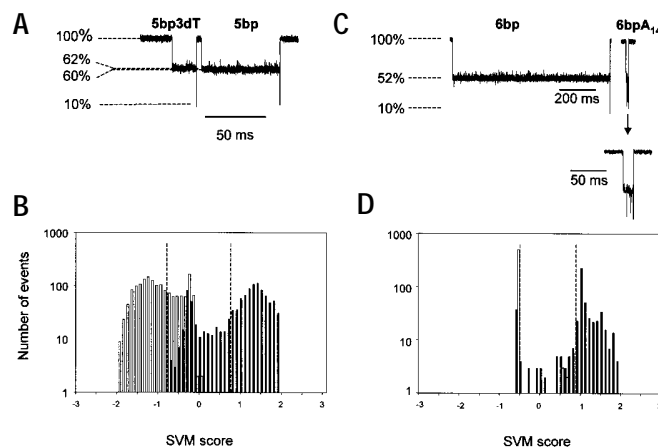 A
5bp3dT 5bp
100%
62%
60%
10%
50 ms
C
6bp 6bpA14
100%
52%
10%
200 ms
50 ms
B
Number of events
1000
100
10
1
-3 -2 -1 0 1 2 3
SVM score
D
1000
100
10
1
-3 -2 -1 0 1 2 3
SVM score